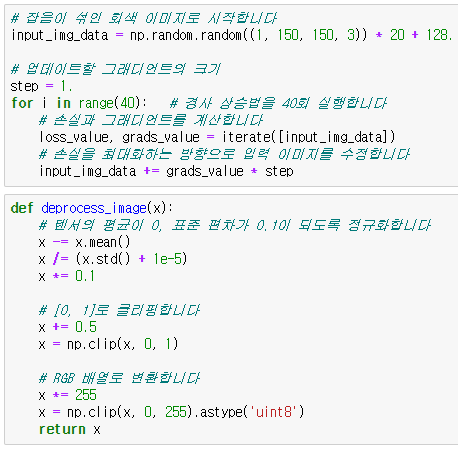 # 잡음이 섞인 회색 이미지로 시작합니다
input_img_data = np.random.random((1, 150, 150, 3)) * 20 + 128.
# 업데이트할 그래디언트의 크기
step = 1.
for i in range(40):   # 경사 상승법을 40회 실행합니다
    # 손실과 그래디언트를 계산합니다
    loss_value, grads_value = iterate([input_img_data])
    # 손실을 최대화하는 방향으로 입력 이미지를 수정합니다
    input_img_data += grads_value * step
def deprocess_image(x):
    # 텐서의 평균이 0, 표준 편차가 0.1이 되도록 정규화합니다
    x -= x.mean()
    x /= (x.std() + 1e-5)
    x *= 0.1
    # [0, 1]로 클리핑합니다
    x += 0.5
    x = np.clip(x, 0, 1)
    # RGB 배열로 변환합니다
    x *= 255
    x = np.clip(x, 0, 255).astype('uint8')
    return x